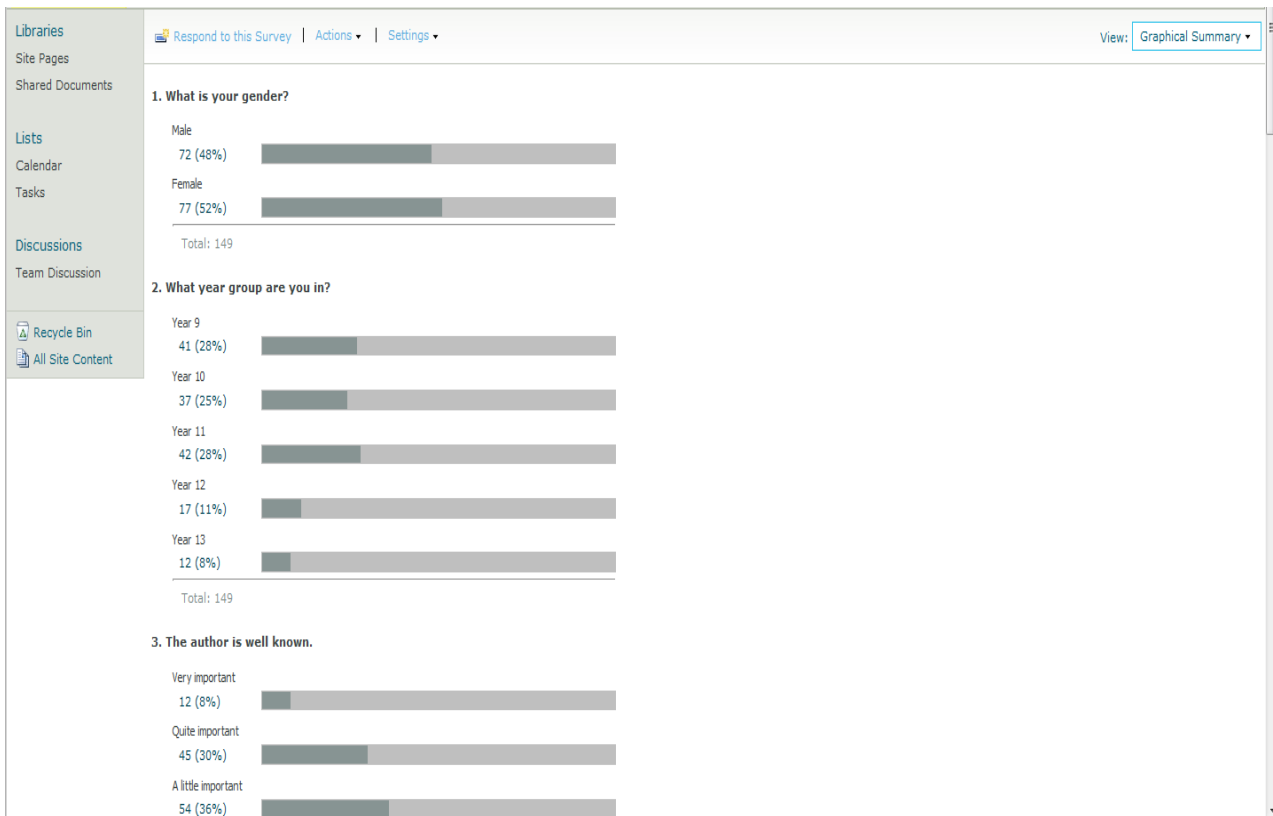 Libraries
Site Pages
Shared Documents
Lists
Calendar
Tasks
Discussions
Team Discussion
Recycle Bin
All Site Content
Respond to this Survey | Actions | Settings
View: Graphical Summary
1. What is your gender?
Male
72 (48%)
Female
77 (52%)
Total: 149
2. What year group are you in?
Year 9
41 (28%)
Year 10
37 (25%)
Year 11
42 (28%)
Year 12
17 (11%)
Year 13
12 (8%)
Total: 149
3. The author is well known.
Very important
12 (8%)
Quite important
45 (30%)
A little important
54 (36%)